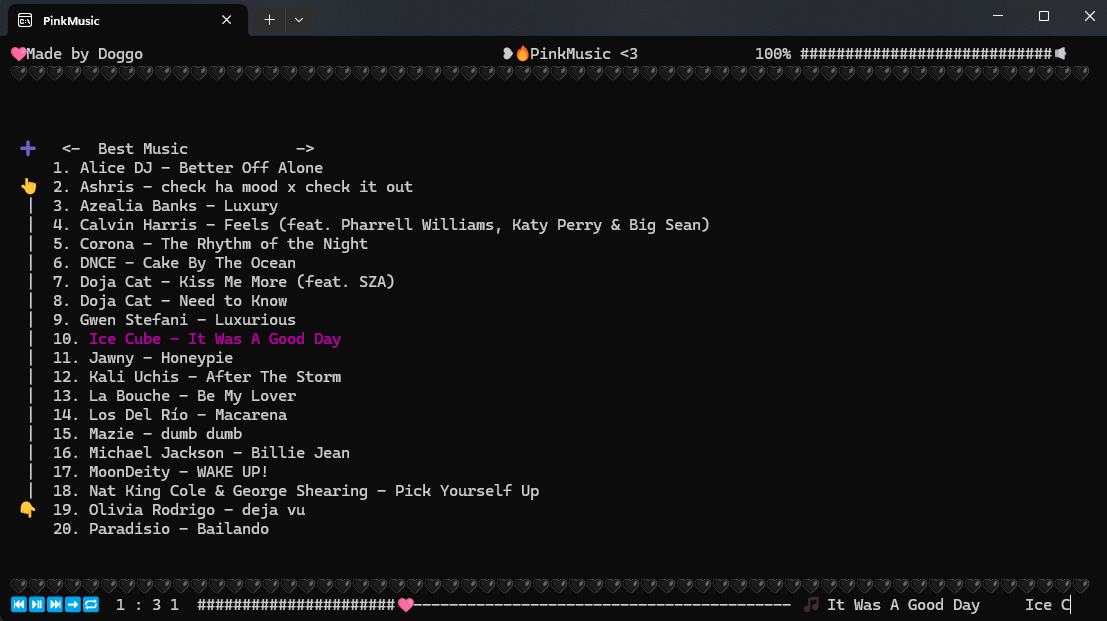 PinkMusic
Made by Doggo PinkMusic <3 100% ############################
<- Best Music ->
1. Alice DJ - Better Off Alone
2. Ashris - check ha mood x check it out
3. Azealia Banks - Luxury
4. Calvin Harris - Feels (feat. Pharrell Williams, Katy Perry & Big Sean)
5. Corona - The Rhythm of the Night
6. DNCE - Cake By The Ocean
7. Doja Cat - Kiss Me More (feat. SZA)
8. Doja Cat - Need to Know
9. Gwen Stefani - Luxurious
10. Ice Cube - It Was A Good Day
11. Jawny - Honeypie
12. Kali Uchis - After The Storm
13. La Bouche - Be My Lover
14. Los Del Río - Macarena
15. Mazie - dumb dumb
16. Michael Jackson - Billie Jean
17. MoonDeity - WAKE UP!
18. Nat King Cole & George Shearing - Pick Yourself Up
19. Olivia Rodrigo - deja vu
20. Paradisio - Bailando
1 : 3 1 ######################------------------------------------------ It Was A Good Day Ice C